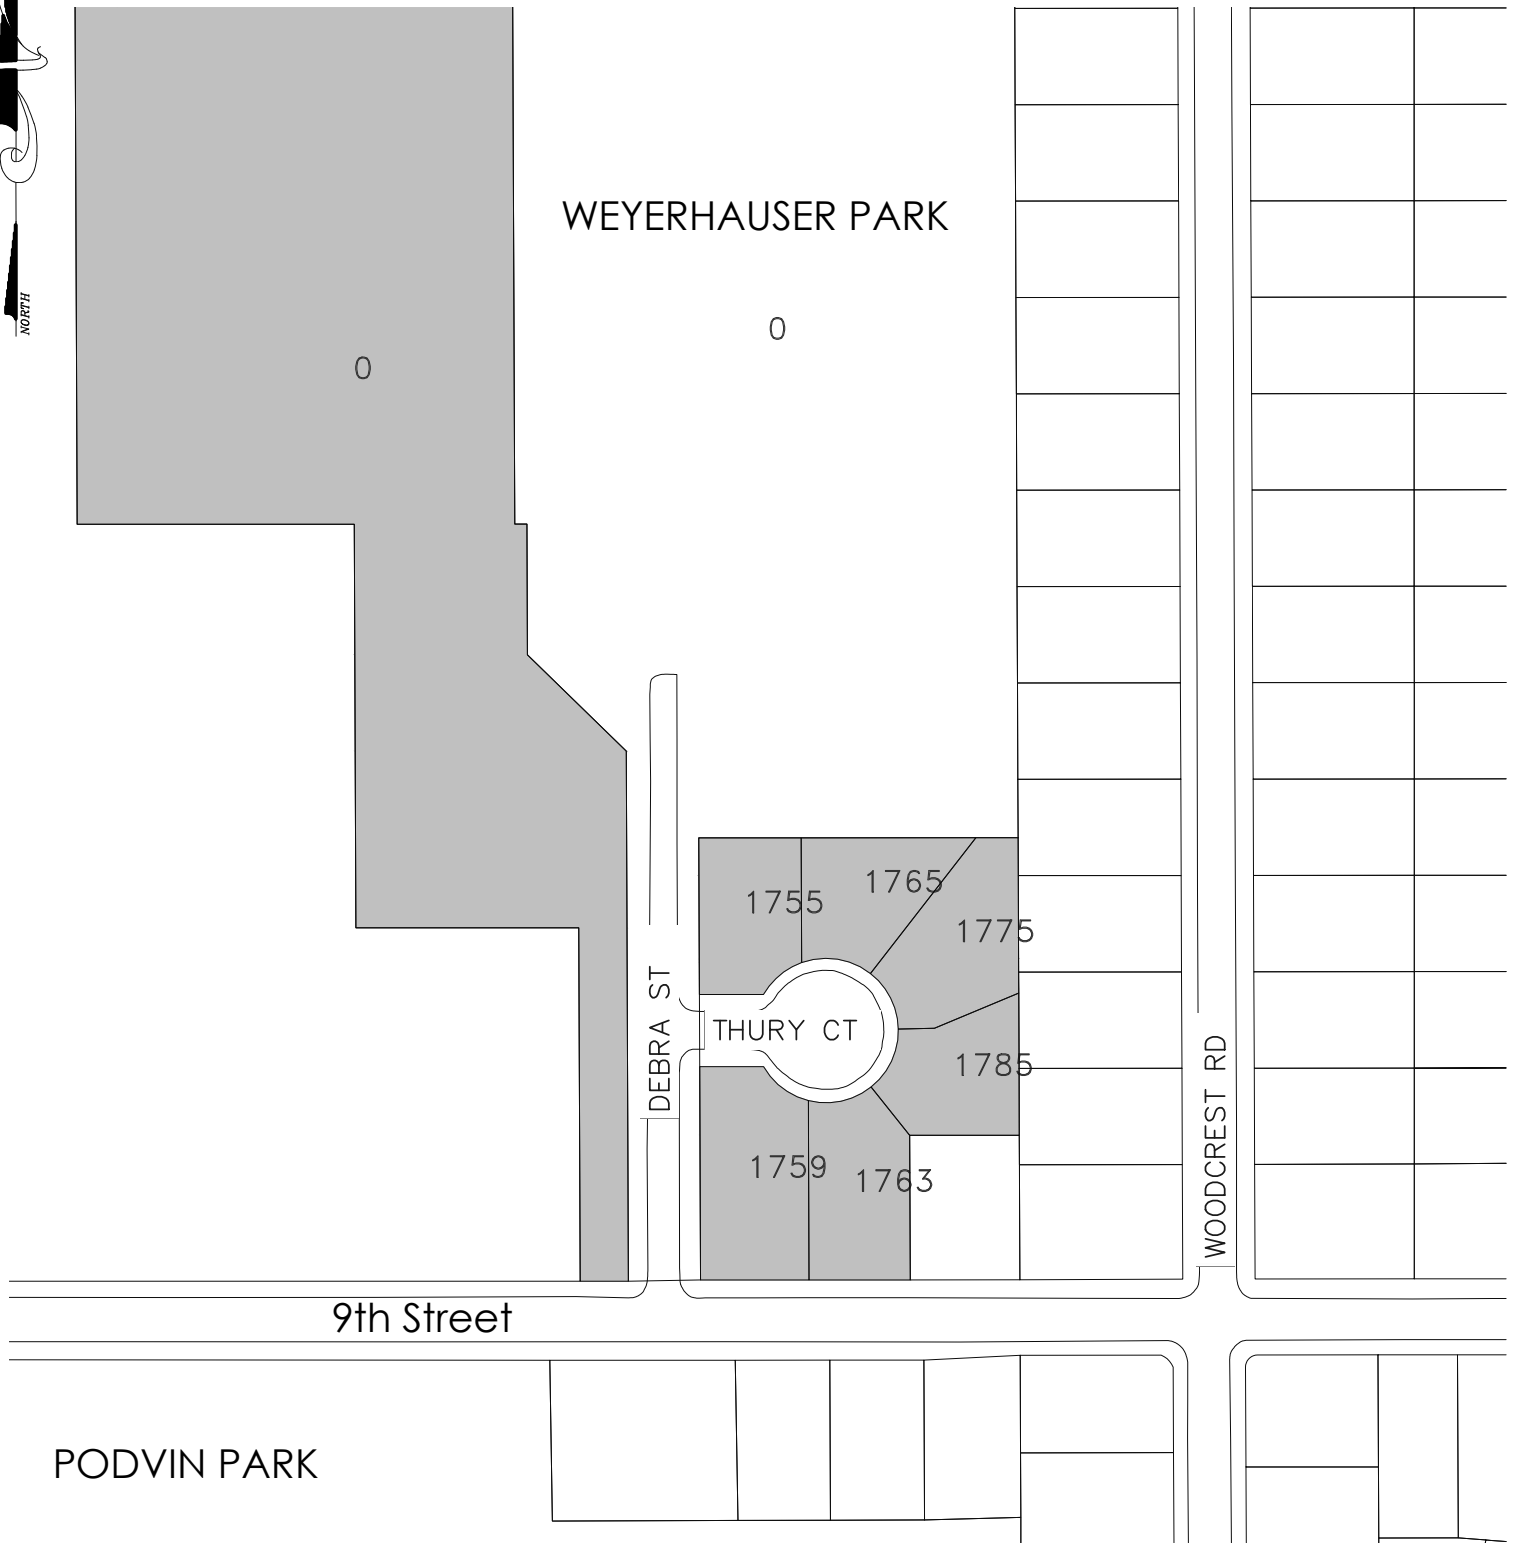 WEYERHAUSER PARK
0
NORTH
0
1765
1755
1775
DEBRA ST
THURY CT
1785
WOODCREST RD
1759
1763
9th Street
PODVIN PARK